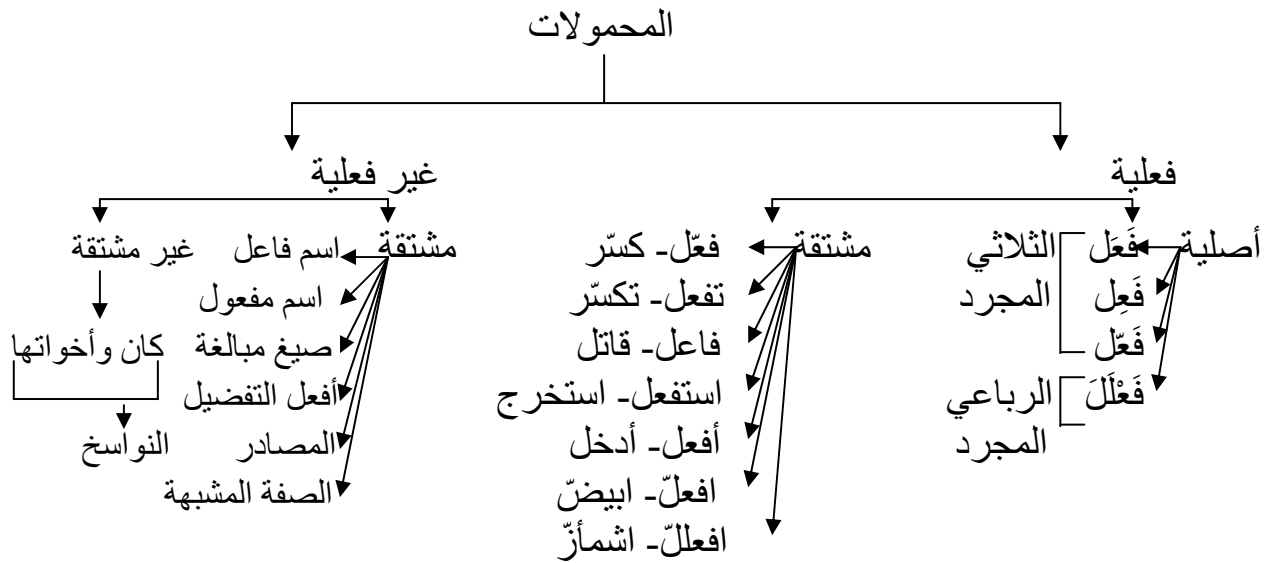 المحمولات
فعلية
غير فعلية
أصلية
فَعَل
فَعِل
فَعّل
الثلاثي
المجرد
فَعْلَلَ
الرباعي
المجرد
مشتقة
فعّل- كسّر
تفعل- تكسّر
فاعل- قاتل
استفعل- استخرج
أفعل- أدخل
افعلّ- ابيضّ
افعللّ- اشمأزّ
مشتقة
اسم فاعل
اسم مفعول
صيغ مبالغة
أفعل التفضيل
المصادر
الصفة المشبهة
غير مشتقة
كان وأخواتها
النواسخ